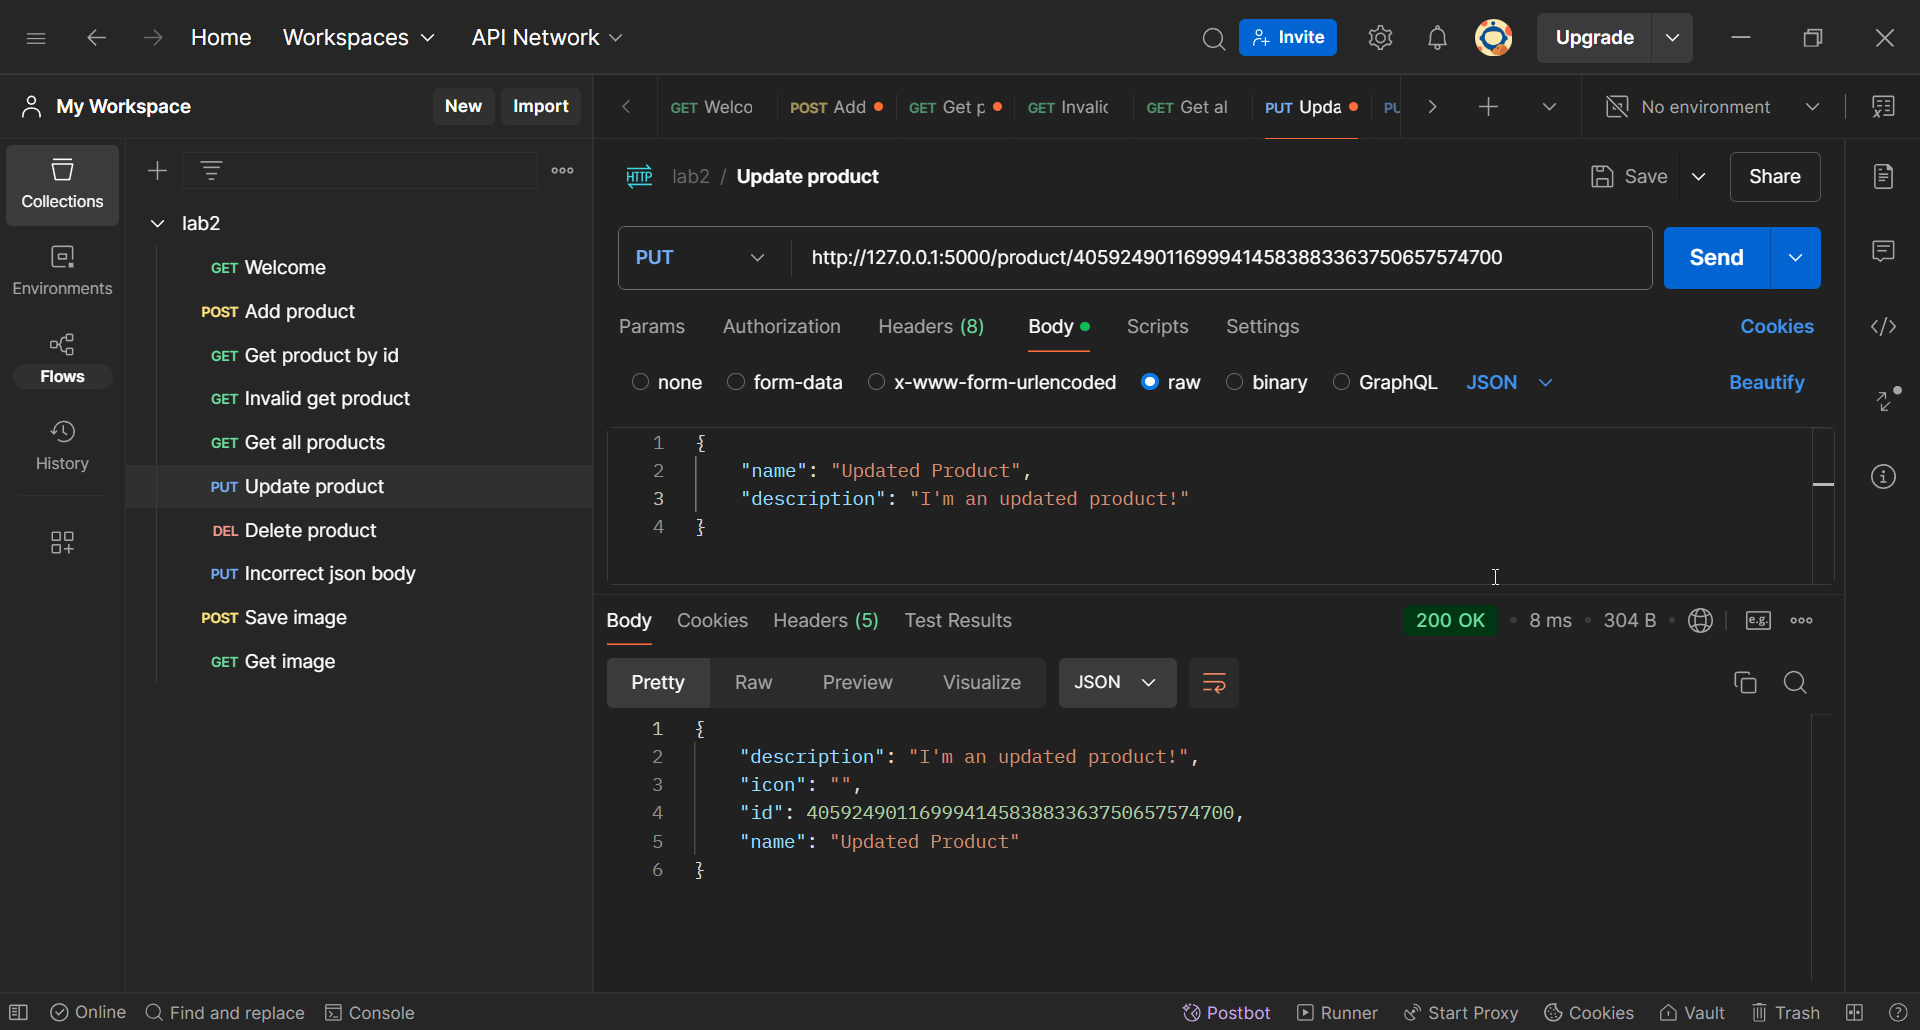 Home Workspaces API Network Invite Upgrade
My Workspace New Import GET Welco POST Add GET Get p GET Invalid GET Get al PUT Upda PU No environment
lab2 / Update product Save Share
Collections
Environments
Flows
History
lab2
GET Welcome
POST Add product
GET Get product by id
GET Invalid get product
GET Get all products
PUT Update product
DEL Delete product
PUT Incorrect json body
POST Save image
GET Get image
HTTP
PUT http://127.0.0.1:5000/product/40592490116999414583883363750657574700 Send
Params Authorization Headers (8) Body Scripts Settings Cookies
none form-data x-www-form-urlencoded raw binary GraphQL JSON Beautify
1 {
2 "name": "Updated Product",
3 "description": "I'm an updated product!"
4 }
Body Cookies Headers (5) Test Results 200 OK 8 ms 304 B e.g.
Pretty Raw Preview Visualize JSON
1 {
2 "description": "I'm an updated product!",
3 "icon": "",
4 "id": 40592490116999414583883363750657574700,
5 "name": "Updated Product"
6 }
Online Find and replace Console Postbot Runner Start Proxy Cookies Vault Trash